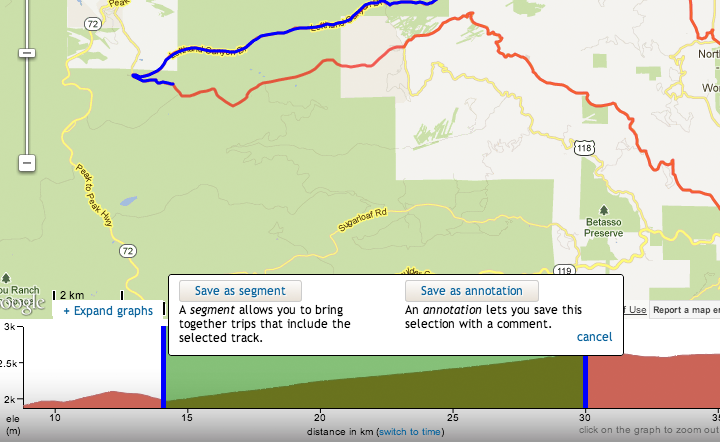 Peak
72
Lefthand Canyon Dr
North
Wo
118
Peak to Peak Hwy
Sugarloaf Rd
Betasso
Preserve
72
119
ou Ranch
2 km
+ Expand graphs
Save as segment
A segment allows you to bring
together trips that include the
selected track.
Save as annotation
An annotation lets you save this
selection with a comment.
cancel
f Use
Report a map er
3k
2.5k
2k
ele
(m)
10
15
20
25
30
35
distance in km (switch to time)
click on the graph to zoom out